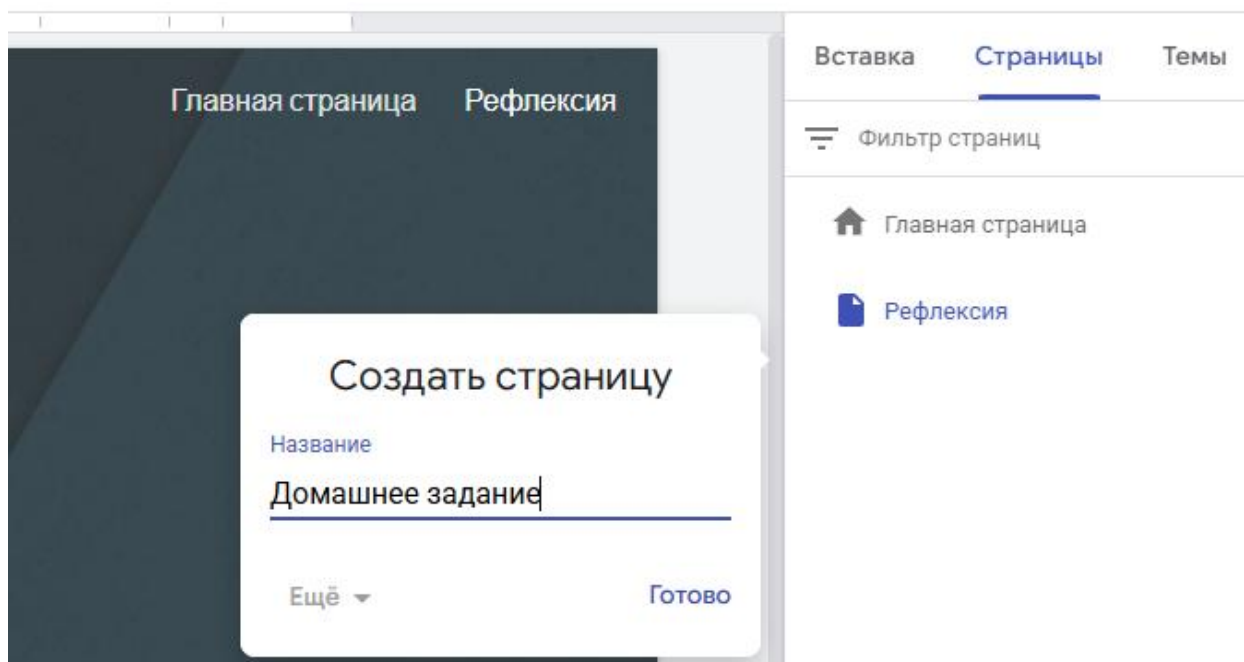 Вставка Страницы Темы
Главная страница Рефлексия
Фильтр страниц
Главная страница
Рефлексия
Создать страницу
Название
Домашнее задание
Ещё Готово